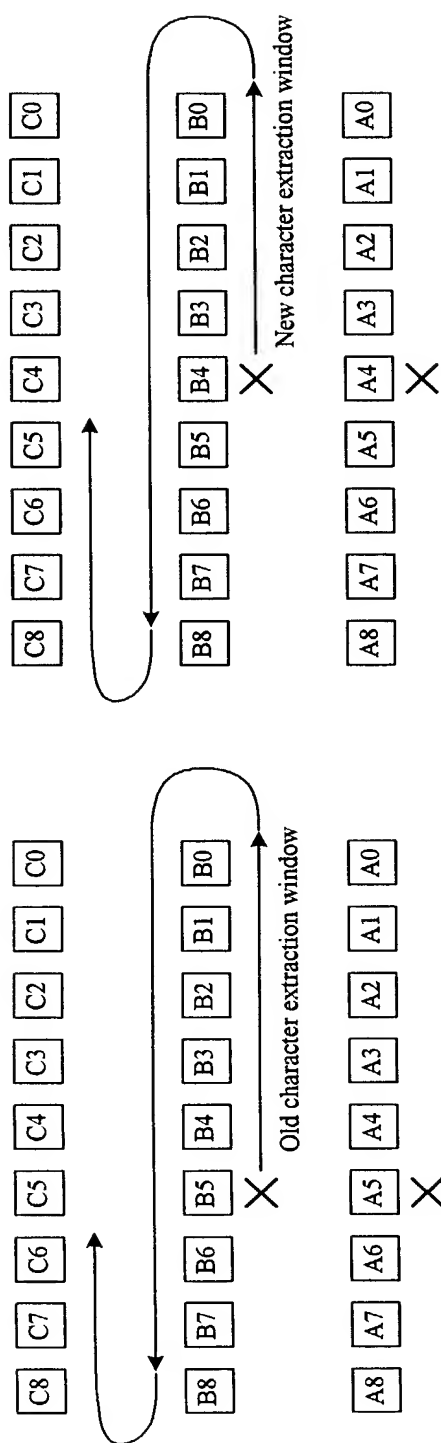 C8 C7 C6 C5 C4 C3 C2 C1 C0
B8 B7 B6 B5 B4 B3 B2 B1 B0
Old character extraction window
A8 A7 A6 A5 A4 A3 A2 A1 A0
C8 C7 C6 C5 C4 C3 C2 C1 C0
B8 B7 B6 B5 B4 B3 B2 B1 B0
New character extraction window
A8 A7 A6 A5 A4 A3 A2 A1 A0